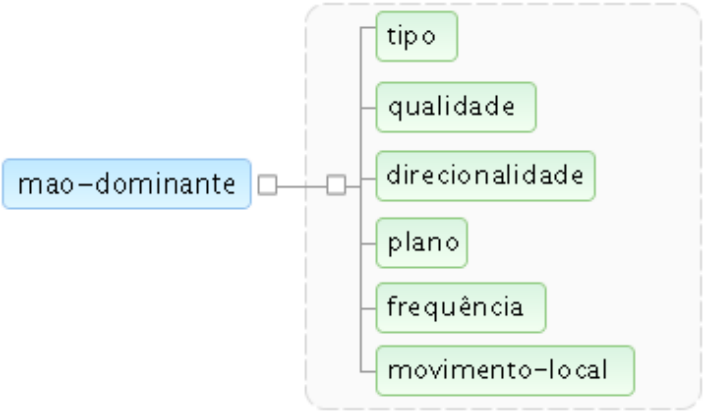 mao-dominante
tipo
qualidade
direcionalidade
plano
frequência
movimento-local